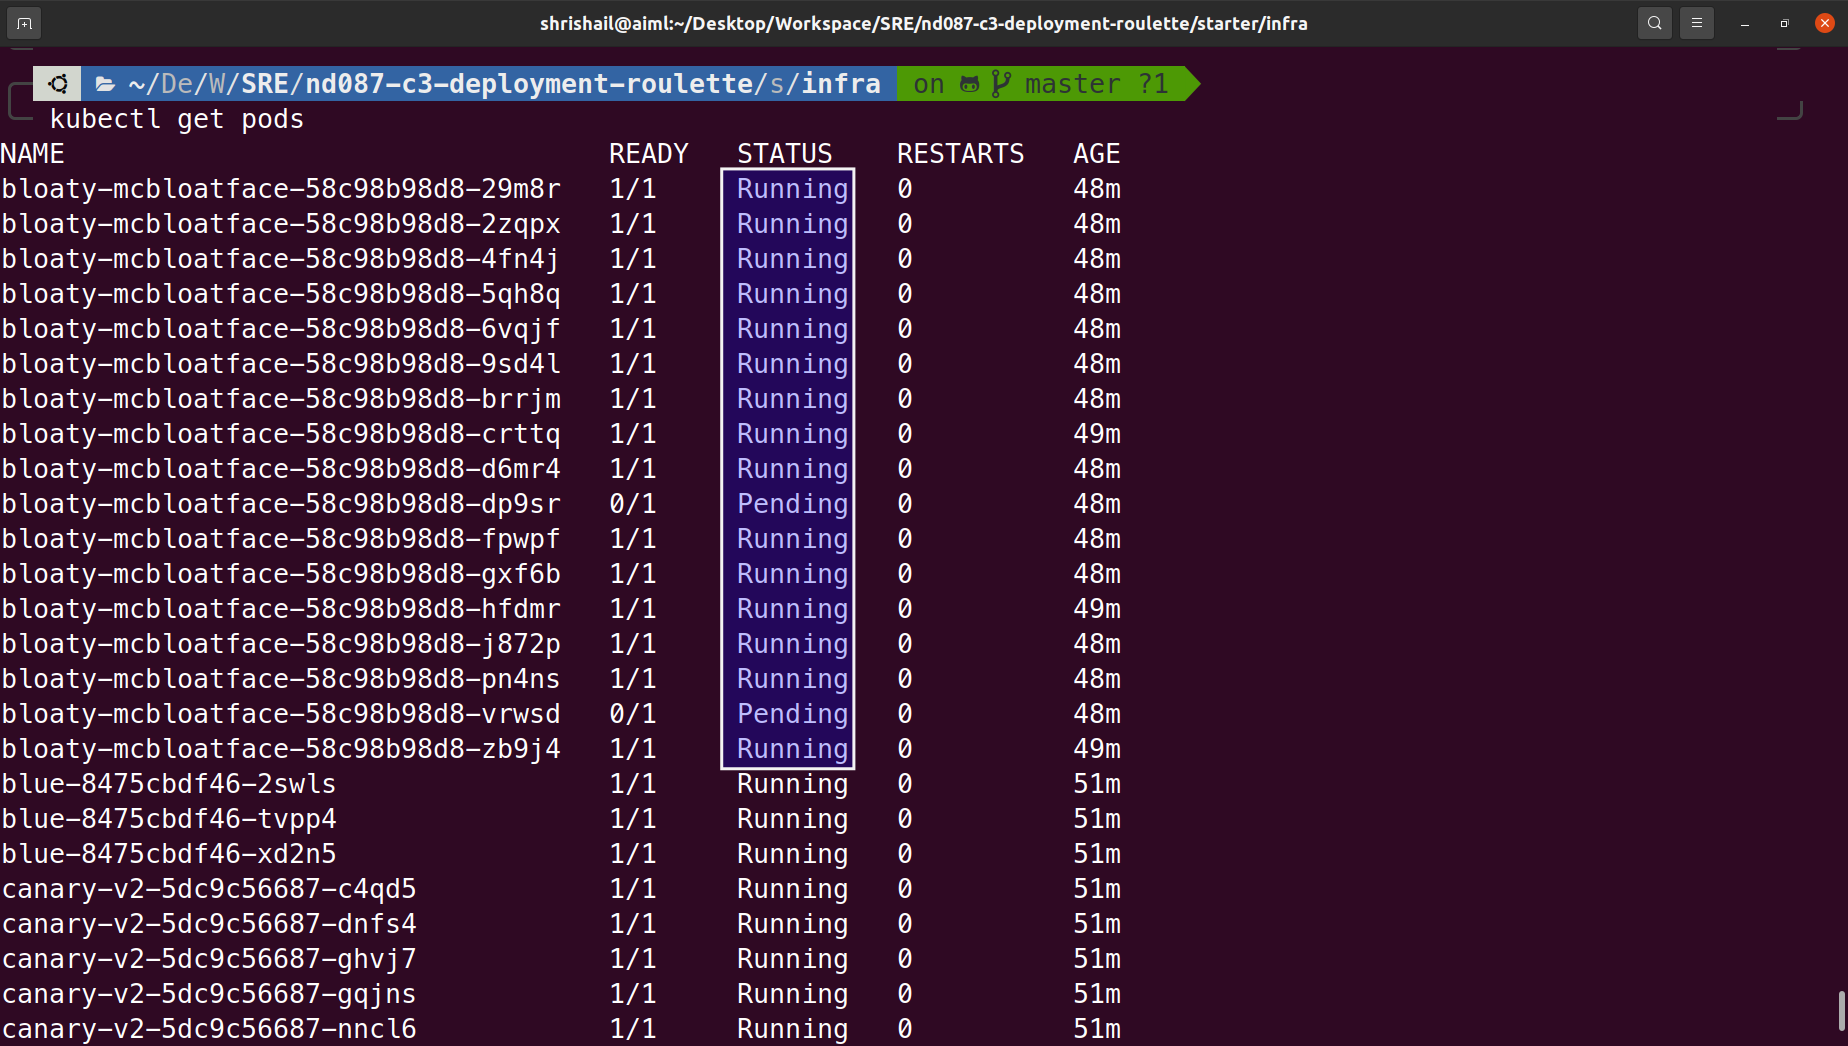 shrishail@aiml:~/Desktop/Workspace/SRE/nd087-c3-deployment-roulette/starter/infra
~/De/W/SRE/nd087-c3-deployment-roulette/s/infra on master ?1
kubectl get pods
NAME READY STATUS RESTARTS AGE
bloaty-mcbloatface-58c98b98d8-29m8r 1/1 Running 0 48m
bloaty-mcbloatface-58c98b98d8-2zqpx 1/1 Running 0 48m
bloaty-mcbloatface-58c98b98d8-4fn4j 1/1 Running 0 48m
bloaty-mcbloatface-58c98b98d8-5qh8q 1/1 Running 0 48m
bloaty-mcbloatface-58c98b98d8-6vqjf 1/1 Running 0 48m
bloaty-mcbloatface-58c98b98d8-9sd4l 1/1 Running 0 48m
bloaty-mcbloatface-58c98b98d8-brrjm 1/1 Running 0 48m
bloaty-mcbloatface-58c98b98d8-crttq 1/1 Running 0 49m
bloaty-mcbloatface-58c98b98d8-d6mr4 1/1 Running 0 48m
bloaty-mcbloatface-58c98b98d8-dp9sr 0/1 Pending 0 48m
bloaty-mcbloatface-58c98b98d8-fpwpf 1/1 Running 0 48m
bloaty-mcbloatface-58c98b98d8-gxf6b 1/1 Running 0 48m
bloaty-mcbloatface-58c98b98d8-hfdmr 1/1 Running 0 49m
bloaty-mcbloatface-58c98b98d8-j872p 1/1 Running 0 48m
bloaty-mcbloatface-58c98b98d8-pn4ns 1/1 Running 0 48m
bloaty-mcbloatface-58c98b98d8-vrwsd 0/1 Pending 0 48m
bloaty-mcbloatface-58c98b98d8-zb9j4 1/1 Running 0 49m
blue-8475cbdf46-2swls 1/1 Running 0 51m
blue-8475cbdf46-tvpp4 1/1 Running 0 51m
blue-8475cbdf46-xd2n5 1/1 Running 0 51m
canary-v2-5dc9c56687-c4qd5 1/1 Running 0 51m
canary-v2-5dc9c56687-dnfs4 1/1 Running 0 51m
canary-v2-5dc9c56687-ghvj7 1/1 Running 0 51m
canary-v2-5dc9c56687-gqjns 1/1 Running 0 51m
canary-v2-5dc9c56687-nncl6 1/1 Running 0 51m